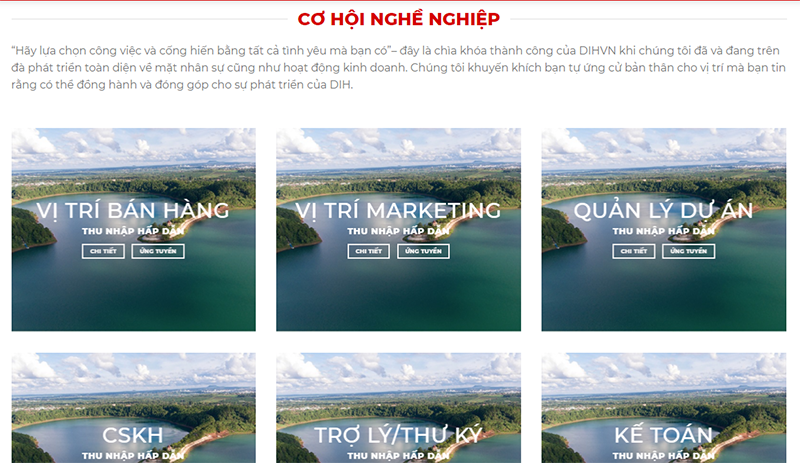 CƠ HỘI NGHỀ NGHIỆP
“Hãy lựa chọn công việc và cống hiến bằng tất cả tình yêu mà bạn có”– đây là chìa khóa thành công của DIHVN khi chúng tôi đã và đang trên
đà phát triển toàn diện về mặt nhân sự cũng như hoạt động kinh doanh. Chúng tôi khuyến khích bạn tự ứng cử bản thân cho vị trí mà bạn tin
rằng có thể đồng hành và đóng góp cho sự phát triển của DIH.
VỊ TRÍ BÁN HÀNG
THU NHẬP HẤP DẪN
CHI TIẾT ỨNG TUYỂN
VỊ TRÍ MARKETING
THU NHẬP HẤP DẪN
CHI TIẾT ỨNG TUYỂN
QUẢN LÝ DỰ ÁN
THU NHẬP HẤP DẪN
CHI TIẾT ỨNG TUYỂN
CSKH
THU NHẬP HẤP DẪN
TRỢ LÝ/THƯ KÝ
THU NHẬP HẤP DẪN
KẾ TOÁN
THU NHẬP HẤP DẪN